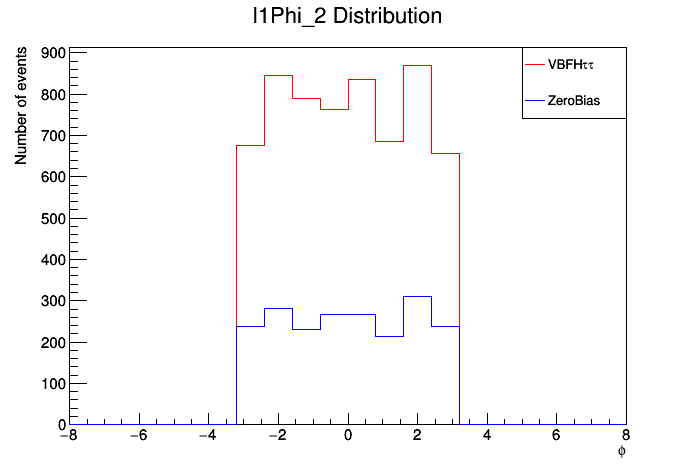 l1Phi_2 Distribution
Number of events
900
800
700
600
500
400
300
200
100
0
−8 −6 −4 −2 0 2 4 6 8
ϕ
VBFHττ
ZeroBias